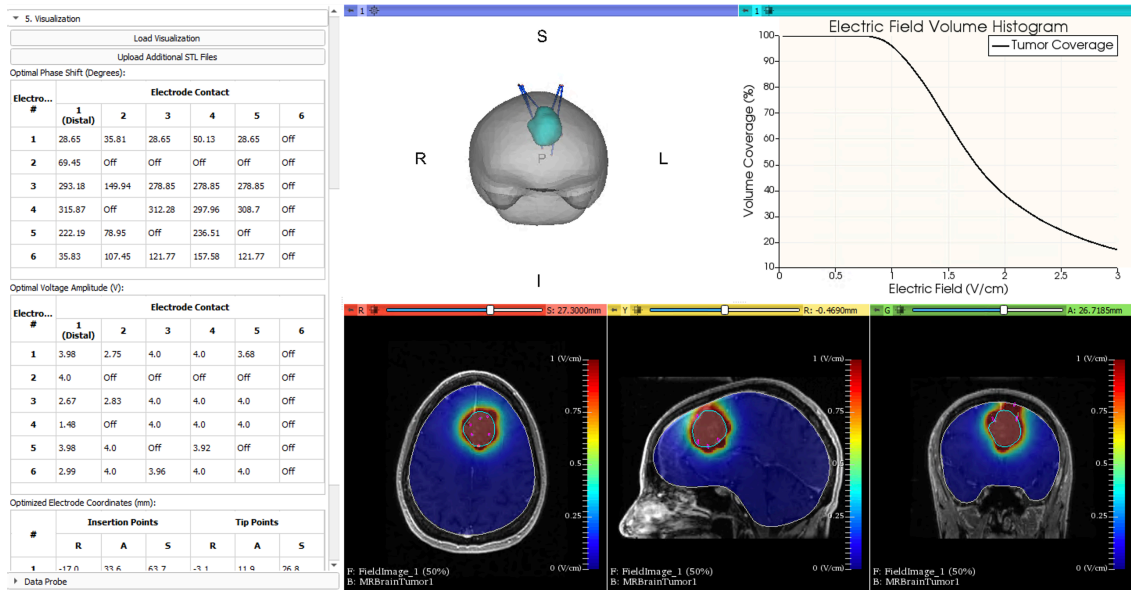 5. Visualization
Load Visualization
Upload Additional STL Files
Optimal Phase Shift (Degrees):
Electro... # Electrode Contact
1 (Distal) 2 3 4 5 6
1 28.65 35.81 28.65 50.13 28.65 Off
2 69.45 Off Off Off Off Off
3 293.18 149.94 278.85 278.85 278.85 Off
4 315.87 Off 312.28 297.96 308.7 Off
5 222.19 78.95 Off 236.51 Off Off
6 35.83 107.45 121.77 157.58 121.77 Off
Optimal Voltage Amplitude (V):
Electro... # Electrode Contact
1 (Distal) 2 3 4 5 6
1 3.98 2.75 4.0 4.0 3.68 Off
2 4.0 Off Off Off Off Off
3 2.67 2.83 4.0 4.0 4.0 Off
4 1.48 Off 4.0 4.0 4.0 Off
5 3.98 4.0 Off 3.92 Off Off
6 2.99 4.0 3.96 4.0 4.0 Off
Optimized Electrode Coordinates (mm):
# Insertion Points Tip Points
R A S R A S
1 -17.0 33.6 63.7 -3.1 11.9 26.8
Data Probe
1
S
R
L
P
I
1
Electric Field Volume Histogram
Tumor Coverage
Volume Coverage (%)
100
90
80
70
60
50
40
30
20
10
0 0.5 1 1.5 2 2.5 3
Electric Field (V/cm)
R S: 27.3000mm
1 (V/cm)
0.75
0.5
0.25
0 (V/cm)
F: FieldImage_1 (50%)
B: MRBrainTumor1
Y R: -0.4690mm
1 (V/cm)
0.75
0.5
0.25
0 (V/cm)
F: FieldImage_1 (50%)
B: MRBrainTumor1
G A: 26.7185mm
1 (V/cm)
0.75
0.5
0.25
0 (V/cm)
F: FieldImage_1 (50%)
B: MRBrainTumor1